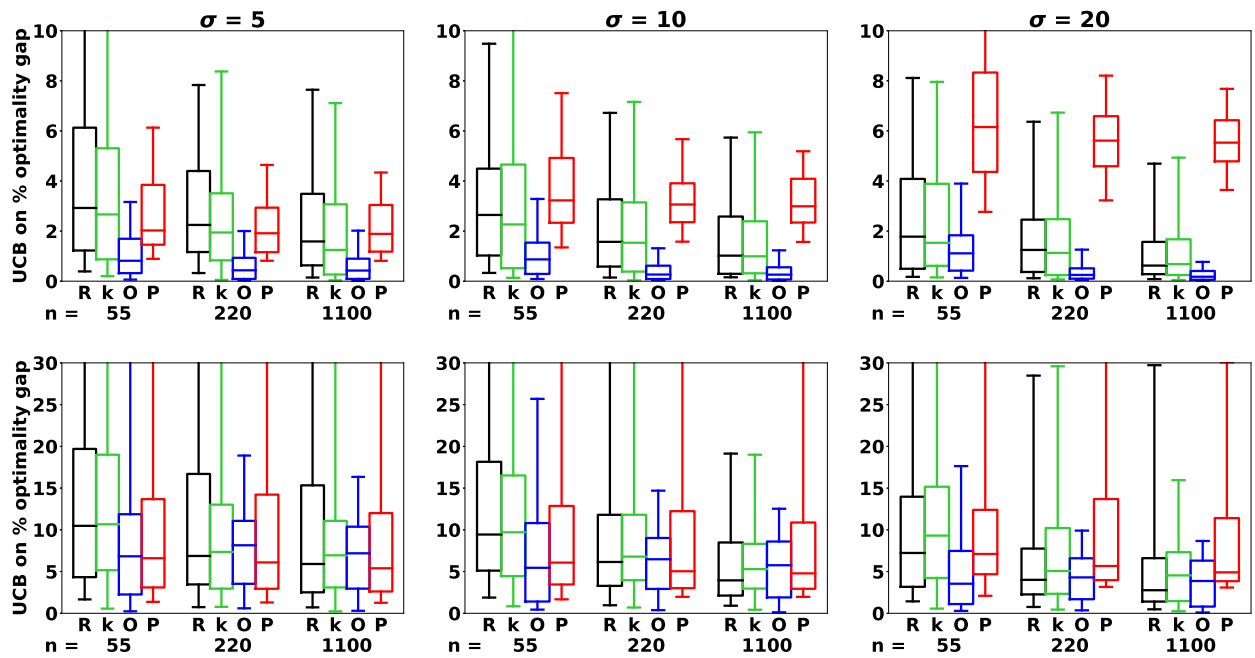 σ = 5 σ = 10 σ = 20
UCB on % optimality gap
10 10 10
8 8 8
6 6 6
4 4 4
2 2 2
0 0 0
R k O P R k O P R k O P R k O P R k O P R k O P R k O P R k O P R k O P
n = 55 220 1100 n = 55 220 1100 n = 55 220 1100
UCB on % optimality gap
30 30 30
25 25 25
20 20 20
15 15 15
10 10 10
5 5 5
0 0 0
R k O P R k O P R k O P R k O P R k O P R k O P R k O P R k O P R k O P
n = 55 220 1100 n = 55 220 1100 n = 55 220 1100